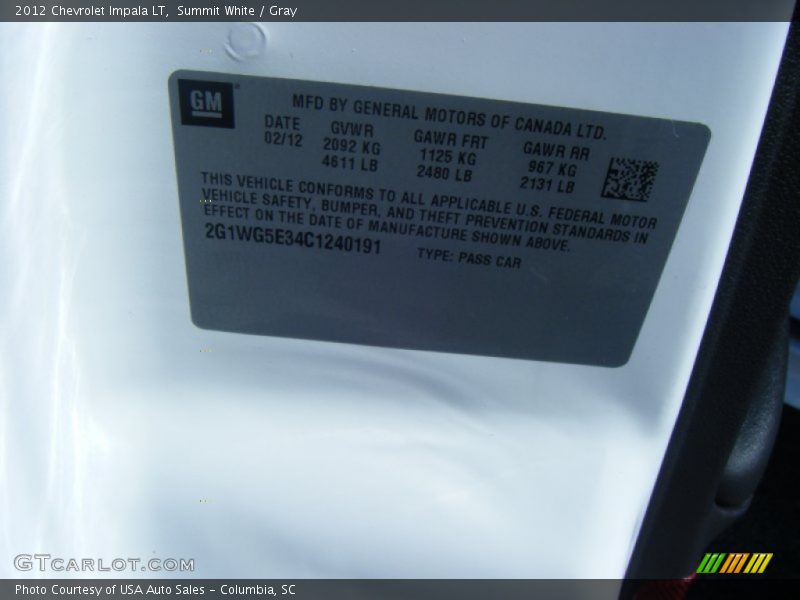 2012 Chevrolet Impala LT, Summit White / Gray
GM
MFD BY GENERAL MOTORS OF CANADA LTD.
DATE GVWR GAWR FRT GAWR RR
02/12 2092 KG 1125 KG 967 KG
4611 LB 2480 LB 2131 LB
THIS VEHICLE CONFORMS TO ALL APPLICABLE U.S. FEDERAL MOTOR
VEHICLE SAFETY, BUMPER, AND THEFT PREVENTION STANDARDS IN
EFFECT ON THE DATE OF MANUFACTURE SHOWN ABOVE.
2G1WG5E34C1240191 TYPE: PASS CAR
GTCARLOT.COM
Photo Courtesy of USA Auto Sales - Columbia, SC